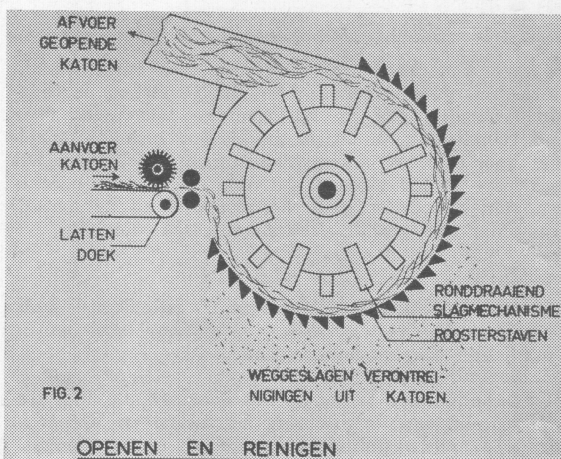 AFVOER
GEOPENDE
KATOEN
AANVOER
KATOEN
LATTEN
DOEK
RONDDRAAIEND
SLAGMECHANISME
ROOSTERSTAVEN
WEGGESLAGEN VERONTREI-
NIGINGEN UIT KATOEN.
FIG. 2
OPENEN EN REINIGEN